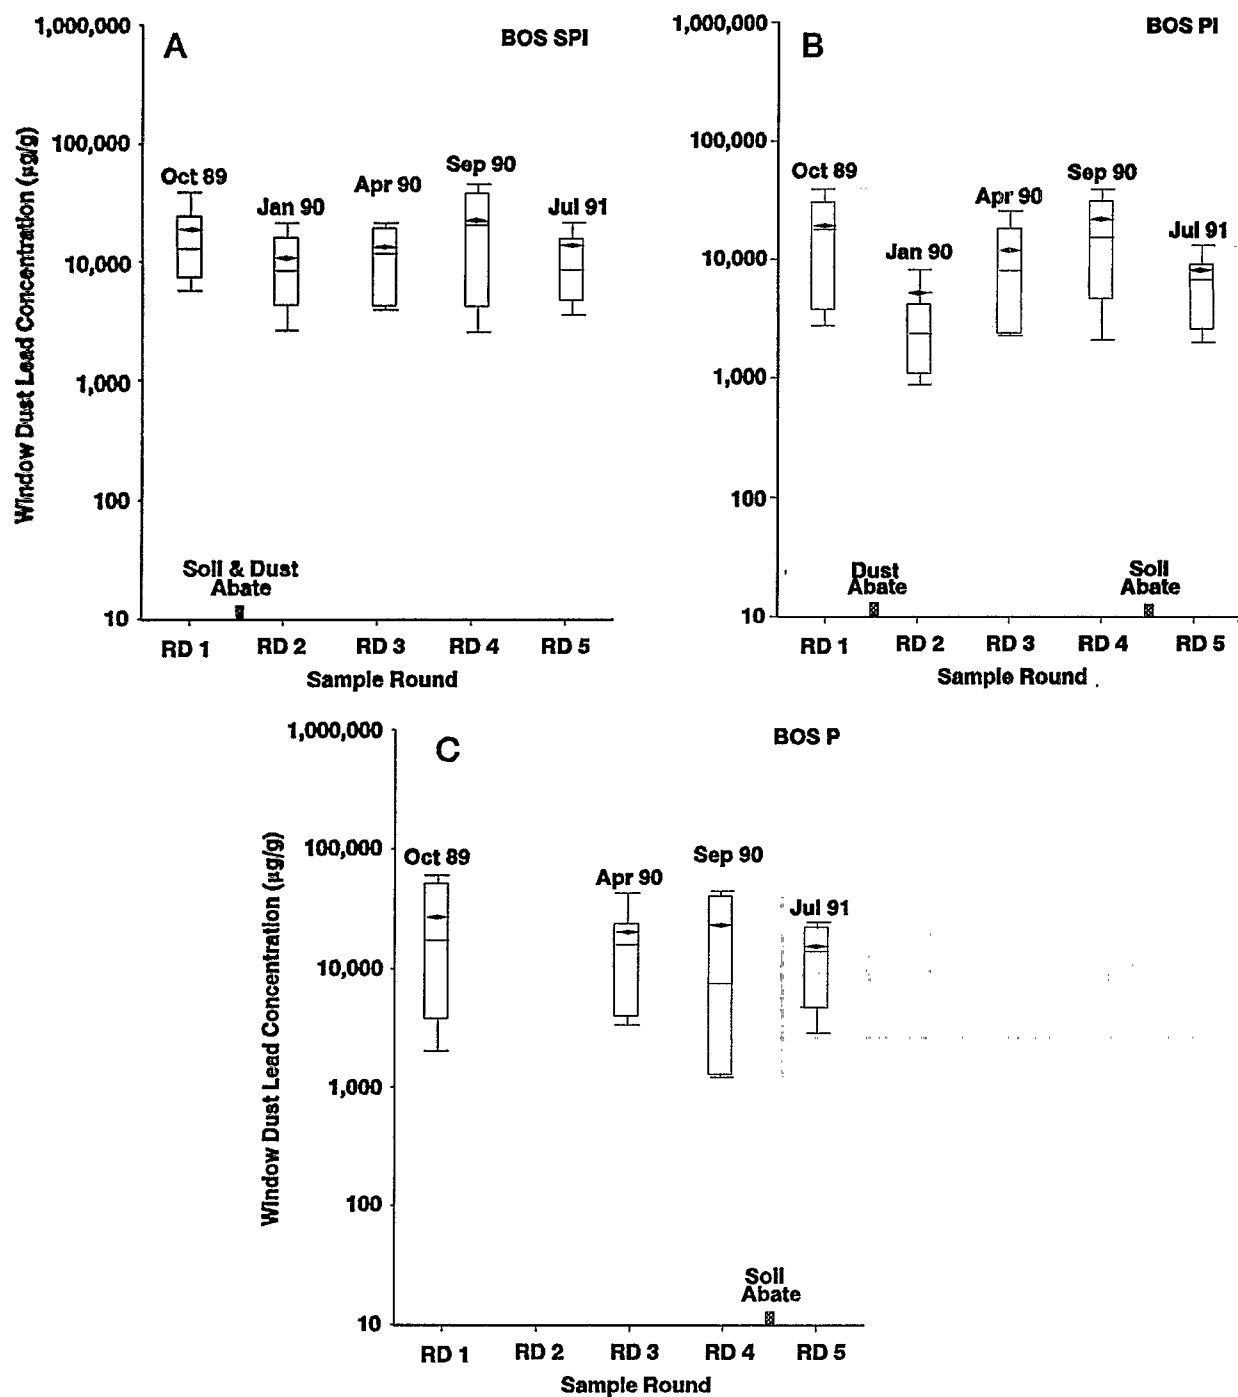 A
BOS SPI
Window Dust Lead Concentration (µg/g)
1,000,000
100,000
10,000
1,000
100
10
Oct 89
Jan 90
Apr 90
Sep 90
Jul 91
Soil & Dust
Abate
RD 1
RD 2
RD 3
RD 4
RD 5
Sample Round
B
BOS PI
1,000,000
100,000
10,000
1,000
100
10
Oct 89
Jan 90
Apr 90
Sep 90
Jul 91
Dust
Abate
Soil
Abate
RD 1
RD 2
RD 3
RD 4
RD 5
Sample Round
C
BOS P
Window Dust Lead Concentration (µg/g)
1,000,000
100,000
10,000
1,000
100
10
Oct 89
Apr 90
Sep 90
Jul 91
Soil
Abate
RD 1
RD 2
RD 3
RD 4
RD 5
Sample Round